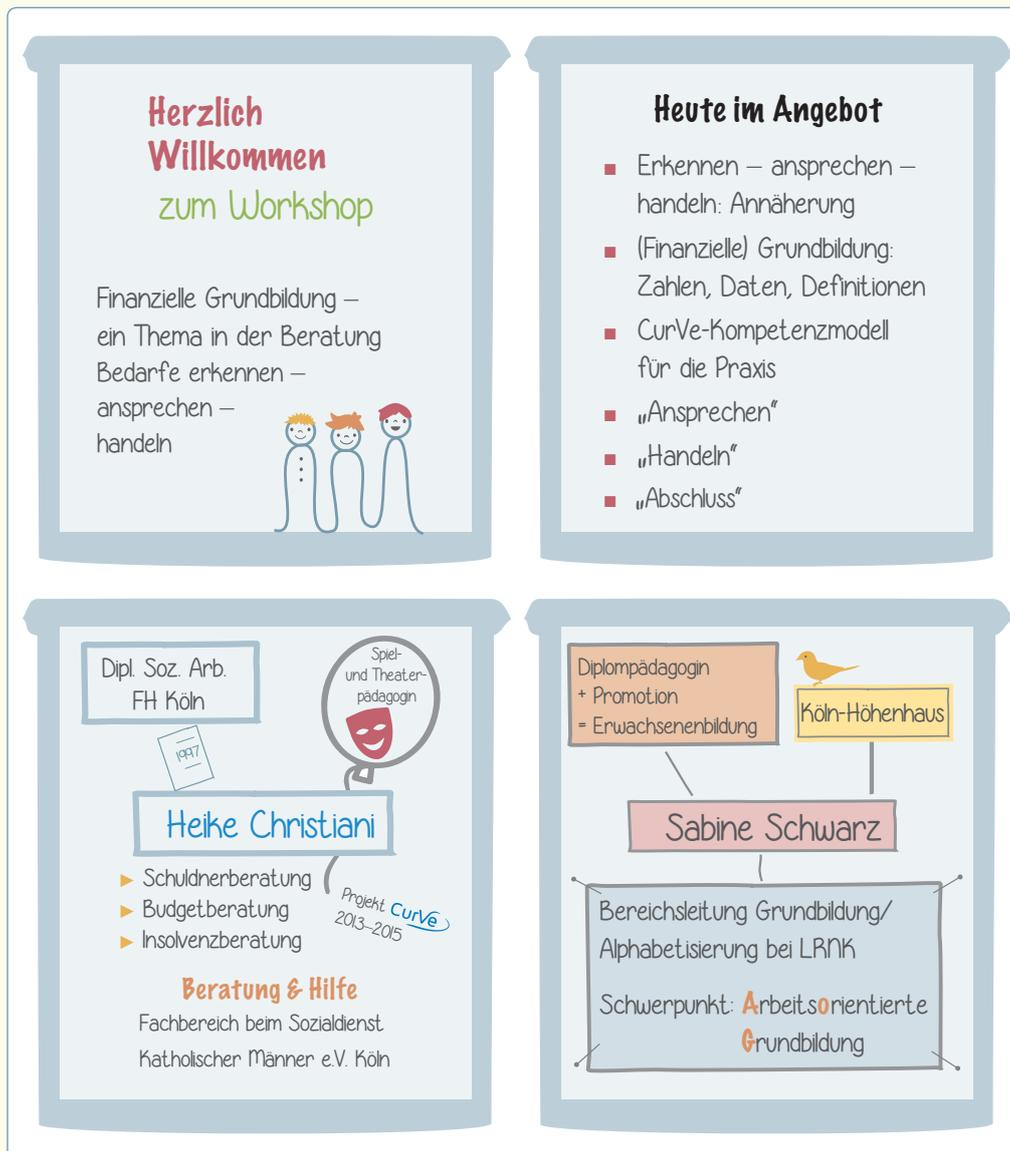 Herzlich
Willkommen
zum Workshop
Finanzielle Grundbildung –
ein Thema in der Beratung
Bedarfe erkennen –
ansprechen –
handeln
Heute im Angebot
Erkennen – ansprechen –
handeln: Annäherung
(Finanzielle) Grundbildung:
Zahlen, Daten, Definitionen
CurVe-Kompetenzmodell
für die Praxis
„Ansprechen“
„Handeln“
„Abschluss“
Dipl. Soz. Arb.
FH Köln
Spiel-
und Theater-
pädagogin
1997
Heike Christiani
Schuldnerberatung
Budgetberatung
Insolvenzberatung
Projekt CurVe
2013–2015
Beratung & Hilfe
Fachbereich beim Sozialdienst
Katholischer Männer e.V. Köln
Diplompädagogin
+ Promotion
= Erwachsenenbildung
Köln-Höhenhaus
Sabine Schwarz
Bereichsleitung Grundbildung/
Alphabetisierung bei LRNK
Schwerpunkt: Arbeitsorientierte
Grundbildung